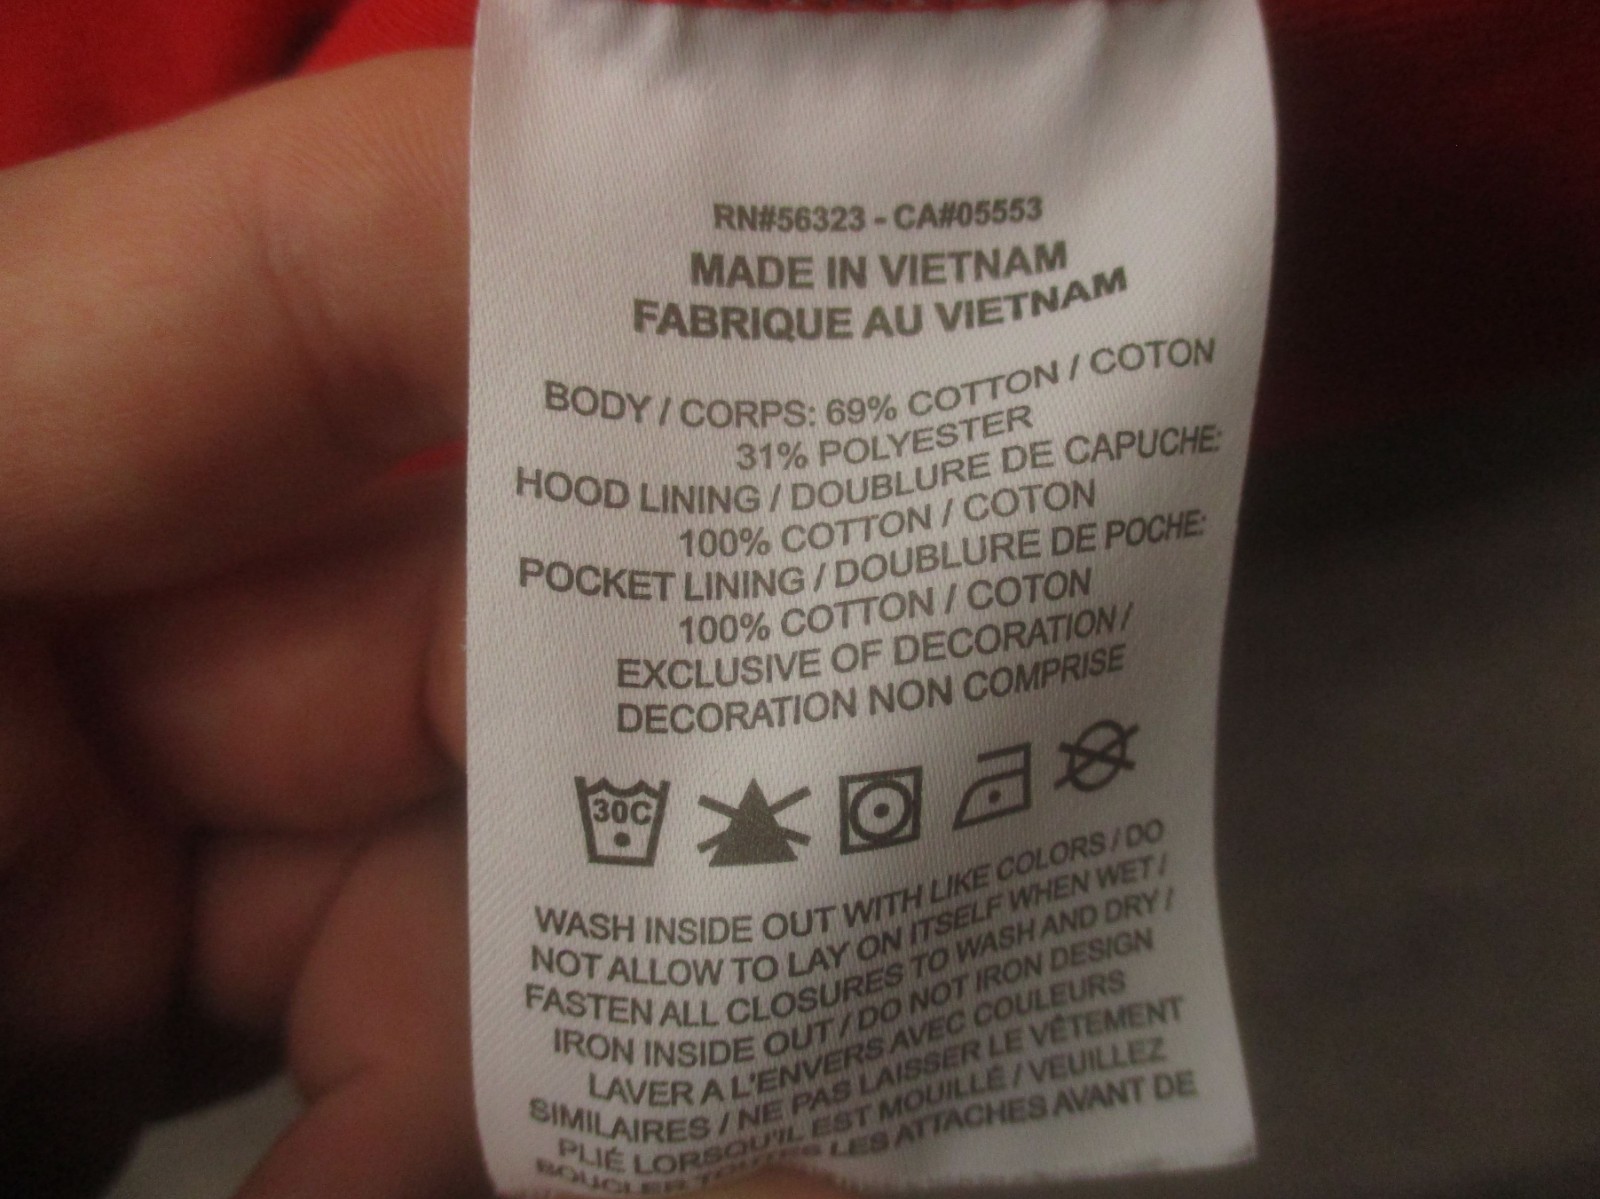 RN#56323 - CA#05553
MADE IN VIETNAM
FABRIQUE AU VIETNAM
BODY / CORPS: 69% COTTON / COTON
31% POLYESTER
HOOD LINING / DOUBLURE DE CAPUCHE:
100% COTTON / COTON
POCKET LINING / DOUBLURE DE POCHE:
100% COTTON / COTON
EXCLUSIVE OF DECORATION /
DECORATION NON COMPRISE
30C
WASH INSIDE OUT WITH LIKE COLORS / DO
NOT ALLOW TO LAY ON ITSELF WHEN WET /
FASTEN ALL CLOSURES TO WASH AND DRY /
IRON INSIDE OUT / DO NOT IRON DESIGN
LAVER A L'ENVERS AVEC COULEURS
SIMILAIRES / NE PAS LAISSER LE VÊTEMENT
PLIÉ LORSQU'IL EST MOUILLÉ / VEUILLEZ
BOUCLER TOUTES LES ATTACHES AVANT DE